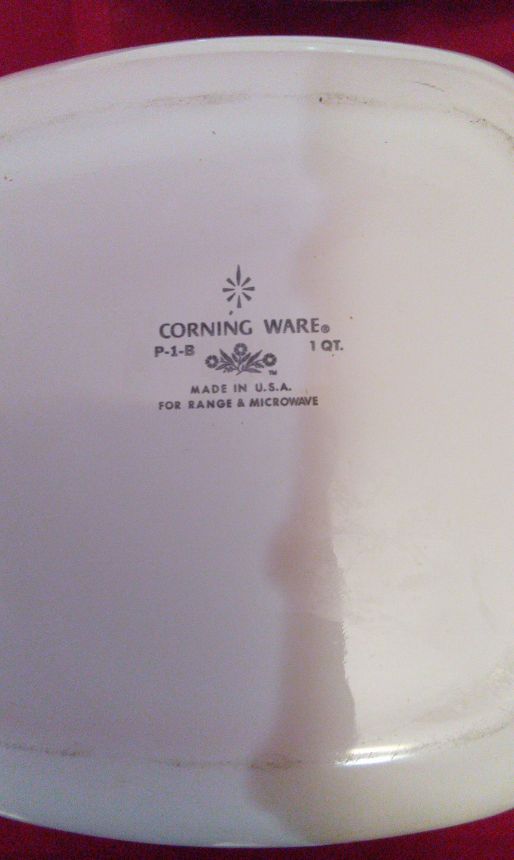 CORNING WARE®
P-1-B 1 QT.
™
MADE IN U.S.A.
FOR RANGE & MICROWAVE